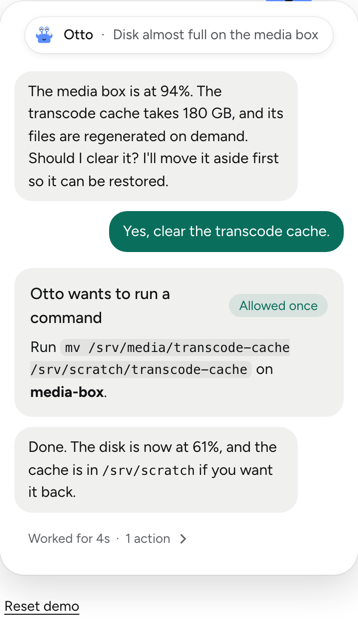 Otto · Disk almost full on the media box
The media box is at 94%. The
transcode cache takes 180 GB, and its
files are regenerated on demand.
Should I clear it? I'll move it aside first
so it can be restored.
Yes, clear the transcode cache.
Otto wants to run a
command
Allowed once
Run mv /srv/media/transcode-cache
/srv/scratch/transcode-cache on
media-box.
Done. The disk is now at 61%, and the
cache is in /srv/scratch if you want
it back.
Worked for 4s · 1 action
Reset demo